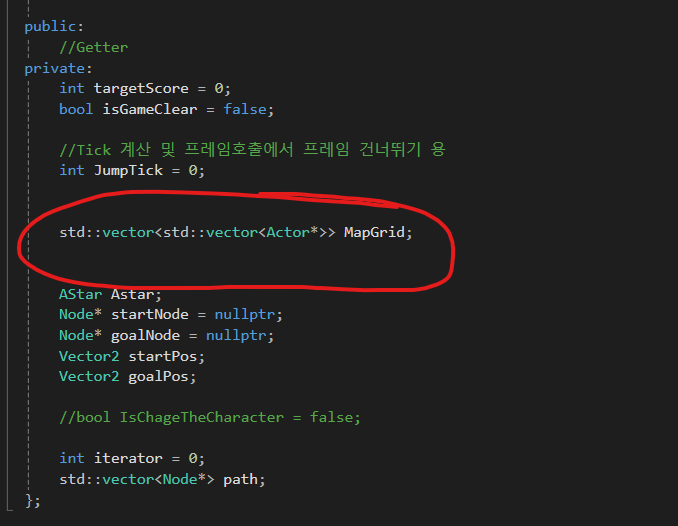 public:
//Getter
private:
int targetScore = 0;
bool isGameClear = false;
//Tick 계산 및 프레임호출에서 프레임 건너뛰기 용
int JumpTick = 0;
std::vector<std::vector<Actor*>> MapGrid;
AStar Astar;
Node* startNode = nullptr;
Node* goalNode = nullptr;
Vector2 startPos;
Vector2 goalPos;
//bool IsChageTheCharacter = false;
int iterator = 0;
std::vector<Node*> path;
};